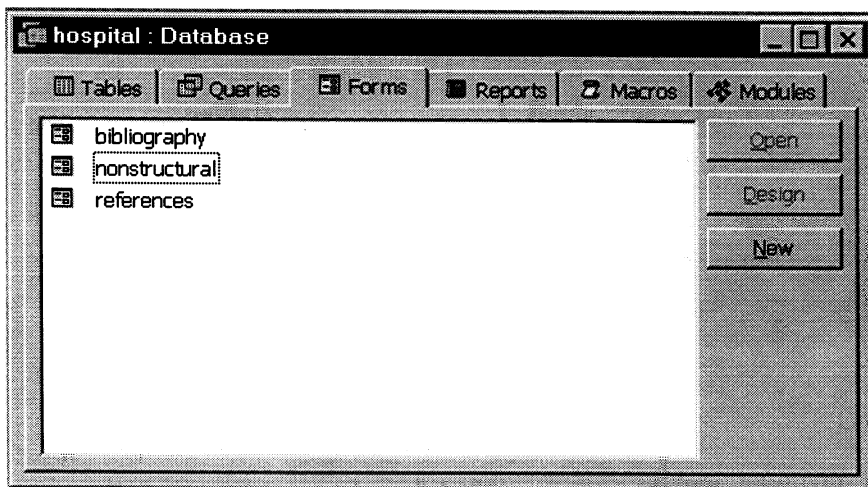 hospital : Database
Tables Queries Forms Reports Macros Modules
bibliography Open
nonstructural Design
references New